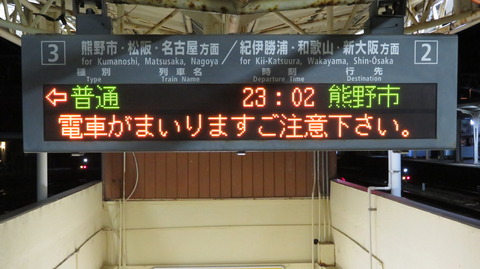 3 熊野市・松阪・名古屋方面 / 紀伊勝浦・和歌山・新大阪方面 2
for Kumanoshi, Matsusaka, Nagoya for Kii-Katsuura, Wakayama, Shin-Ōsaka
種別 列車名 時刻 行先
Type Train Name Departure Time Destination
⇦普通 23:02 熊野市
電車がまいりますご注意下さい。